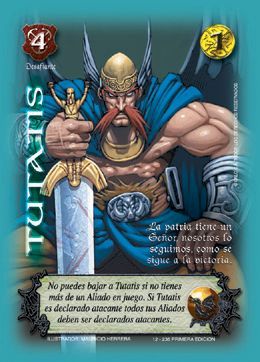 4
1
Desafiante
TUTATIS
La patria tiene un
Señor, nosotros lo
seguimos, como se
sigue a la victoria.
No puedes bajar a Tutatis si no tienes
más de un Aliado en juego. Si Tutatis
es declarado atacante todos tus Aliados
deben ser declarados atacantes.
ILUSTRADOR: MAURICIO HERRERA 12 - 236 PRIMERA EDICION